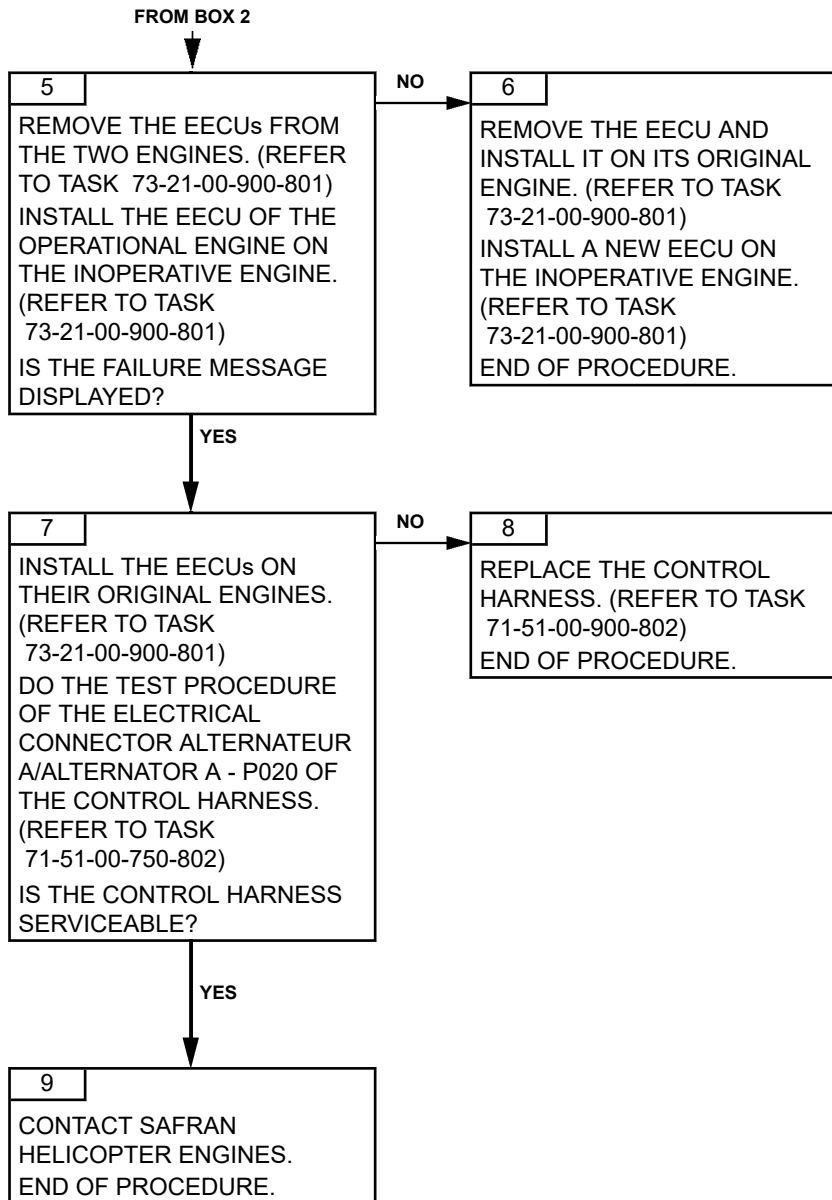 FROM BOX 2
5
REMOVE THE EECUs FROM
THE TWO ENGINES. (REFER
TO TASK 73-21-00-900-801)
INSTALL THE EECU OF THE
OPERATIONAL ENGINE ON
THE INOPERATIVE ENGINE.
(REFER TO TASK
73-21-00-900-801)
IS THE FAILURE MESSAGE
DISPLAYED?
NO
6
REMOVE THE EECU AND
INSTALL IT ON ITS ORIGINAL
ENGINE. (REFER TO TASK
73-21-00-900-801)
INSTALL A NEW EECU ON
THE INOPERATIVE ENGINE.
(REFER TO TASK
73-21-00-900-801)
END OF PROCEDURE.
YES
7
INSTALL THE EECUs ON
THEIR ORIGINAL ENGINES.
(REFER TO TASK
73-21-00-900-801)
DO THE TEST PROCEDURE
OF THE ELECTRICAL
CONNECTOR ALTERNATEUR
A/ALTERNATOR A - P020 OF
THE CONTROL HARNESS.
(REFER TO TASK
71-51-00-750-802)
IS THE CONTROL HARNESS
SERVICEABLE?
NO
8
REPLACE THE CONTROL
HARNESS. (REFER TO TASK
71-51-00-900-802)
END OF PROCEDURE.
YES
9
CONTACT SAFRAN
HELICOPTER ENGINES.
END OF PROCEDURE.